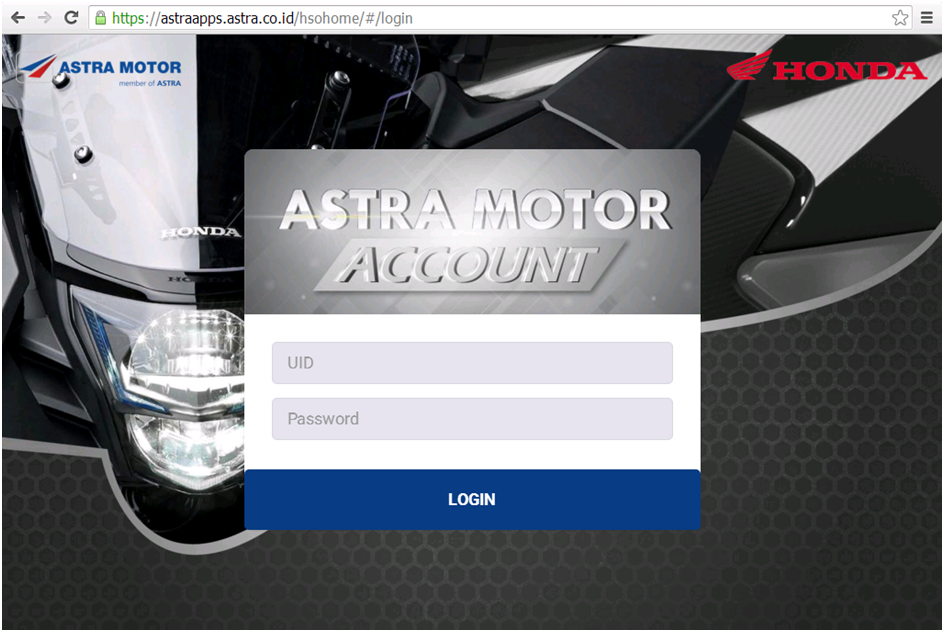 https://astraapps.astra.co.id/hsohome/#/login
ASTRA MOTOR
member of ASTRA
HONDA
ASTRA MOTOR
ACCOUNT
HONDA
UID
Password
LOGIN